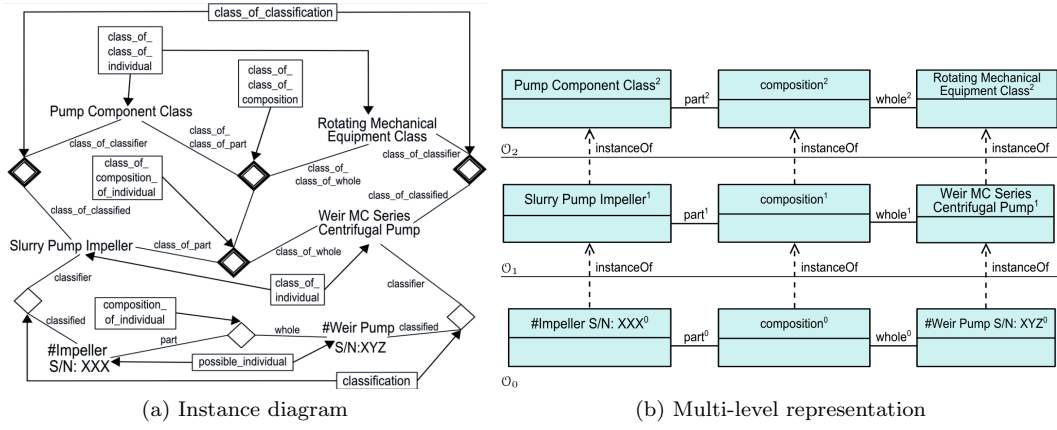 class_of_classification
class_of_
class_of_
individual
class_of_
class_of_
composition
Pump Component Class
Rotating Mechanical
Equipment Class
class_of_classifier
class_of_
class_of_part
class_of_classifier
class_of_
composition_
of_individual
class_of_
class_of_whole
class_of_classified
class_of_classified
Weir MC Series
Centrifugal Pump
Slurry Pump Impeller
class_of_part
class_of_whole
classifier
class_of_
individual
classifier
composition_
of_individual
classified
part
whole
#Weir Pump
S/N:XYZ
classified
#Impeller
S/N: XXX
possible_individual
classification
(a) Instance diagram
Pump Component Class²
part²
composition²
whole²
Rotating Mechanical
Equipment Class²
𝒪₂
instanceOf
instanceOf
instanceOf
Slurry Pump Impeller¹
part¹
composition¹
whole¹
Weir MC Series
Centrifugal Pump¹
𝒪₁
instanceOf
instanceOf
instanceOf
#Impeller S/N: XXX⁰
part⁰
composition⁰
whole⁰
#Weir Pump S/N: XYZ⁰
𝒪₀
(b) Multi-level representation